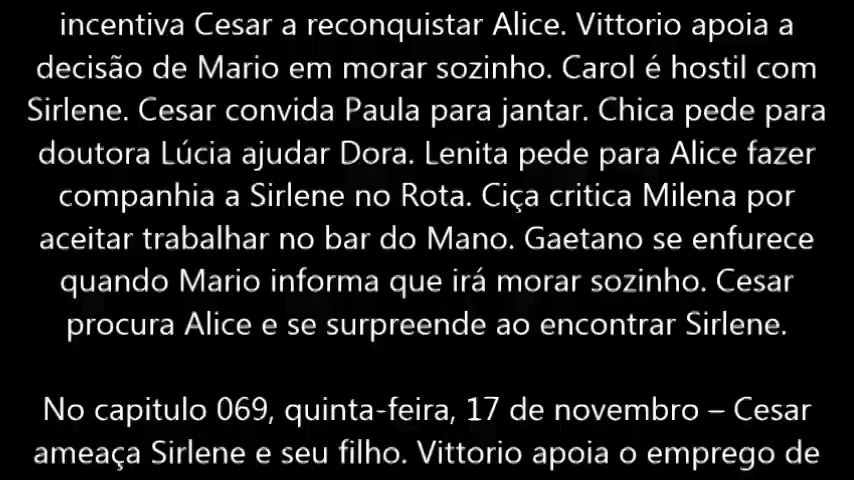 incentiva Cesar a reconquistar Alice. Vittorio apoia a
decisão de Mario em morar sozinho. Carol é hostil com
Sirlene. Cesar convida Paula para jantar. Chica pede para
doutora Lúcia ajudar Dora. Lenita pede para Alice fazer
companhia a Sirlene no Rota. Ciça critica Milena por
aceitar trabalhar no bar do Mano. Gaetano se enfurece
quando Mario informa que irá morar sozinho. Cesar
procura Alice e se surpreende ao encontrar Sirlene.
No capitulo 069, quinta-feira, 17 de novembro – Cesar
ameaça Sirlene e seu filho. Vittorio apoia o emprego de